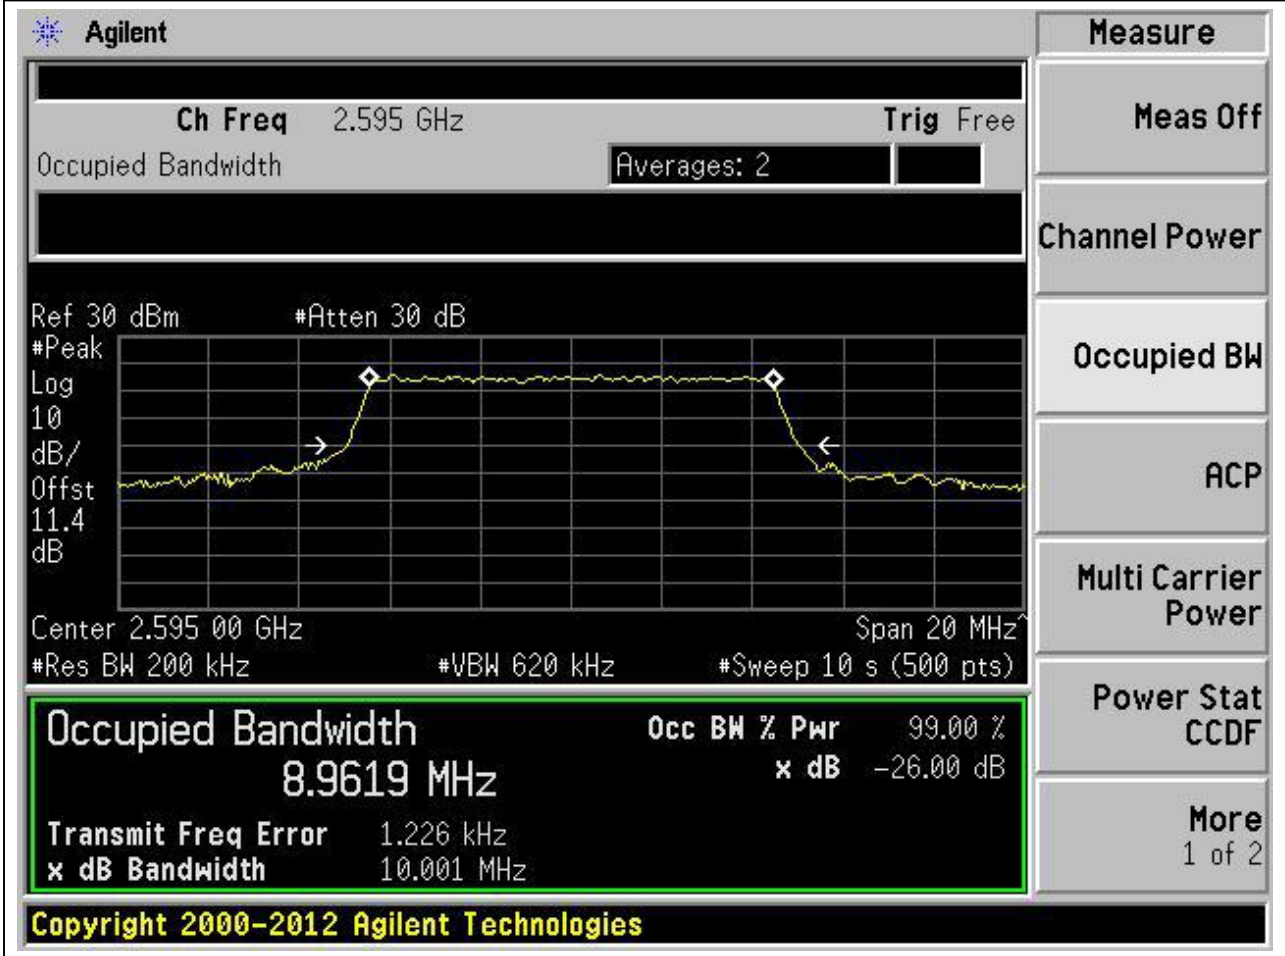 Agilent
Measure
Ch Freq 2.595 GHz Trig Free
Occupied Bandwidth Averages: 2
Ref 30 dBm #Atten 30 dB
#Peak
Log
10
dB/
Offst
11.4
dB
Center 2.595 00 GHz Span 20 MHz^
#Res BW 200 kHz #VBW 620 kHz #Sweep 10 s (500 pts)
Occupied Bandwidth
8.9619 MHz
Occ BW % Pwr 99.00 %
x dB -26.00 dB
Transmit Freq Error 1.226 kHz
x dB Bandwidth 10.001 MHz
Meas Off
Channel Power
Occupied BW
ACP
Multi Carrier
Power
Power Stat
CCDF
More
1 of 2
Copyright 2000-2012 Agilent Technologies